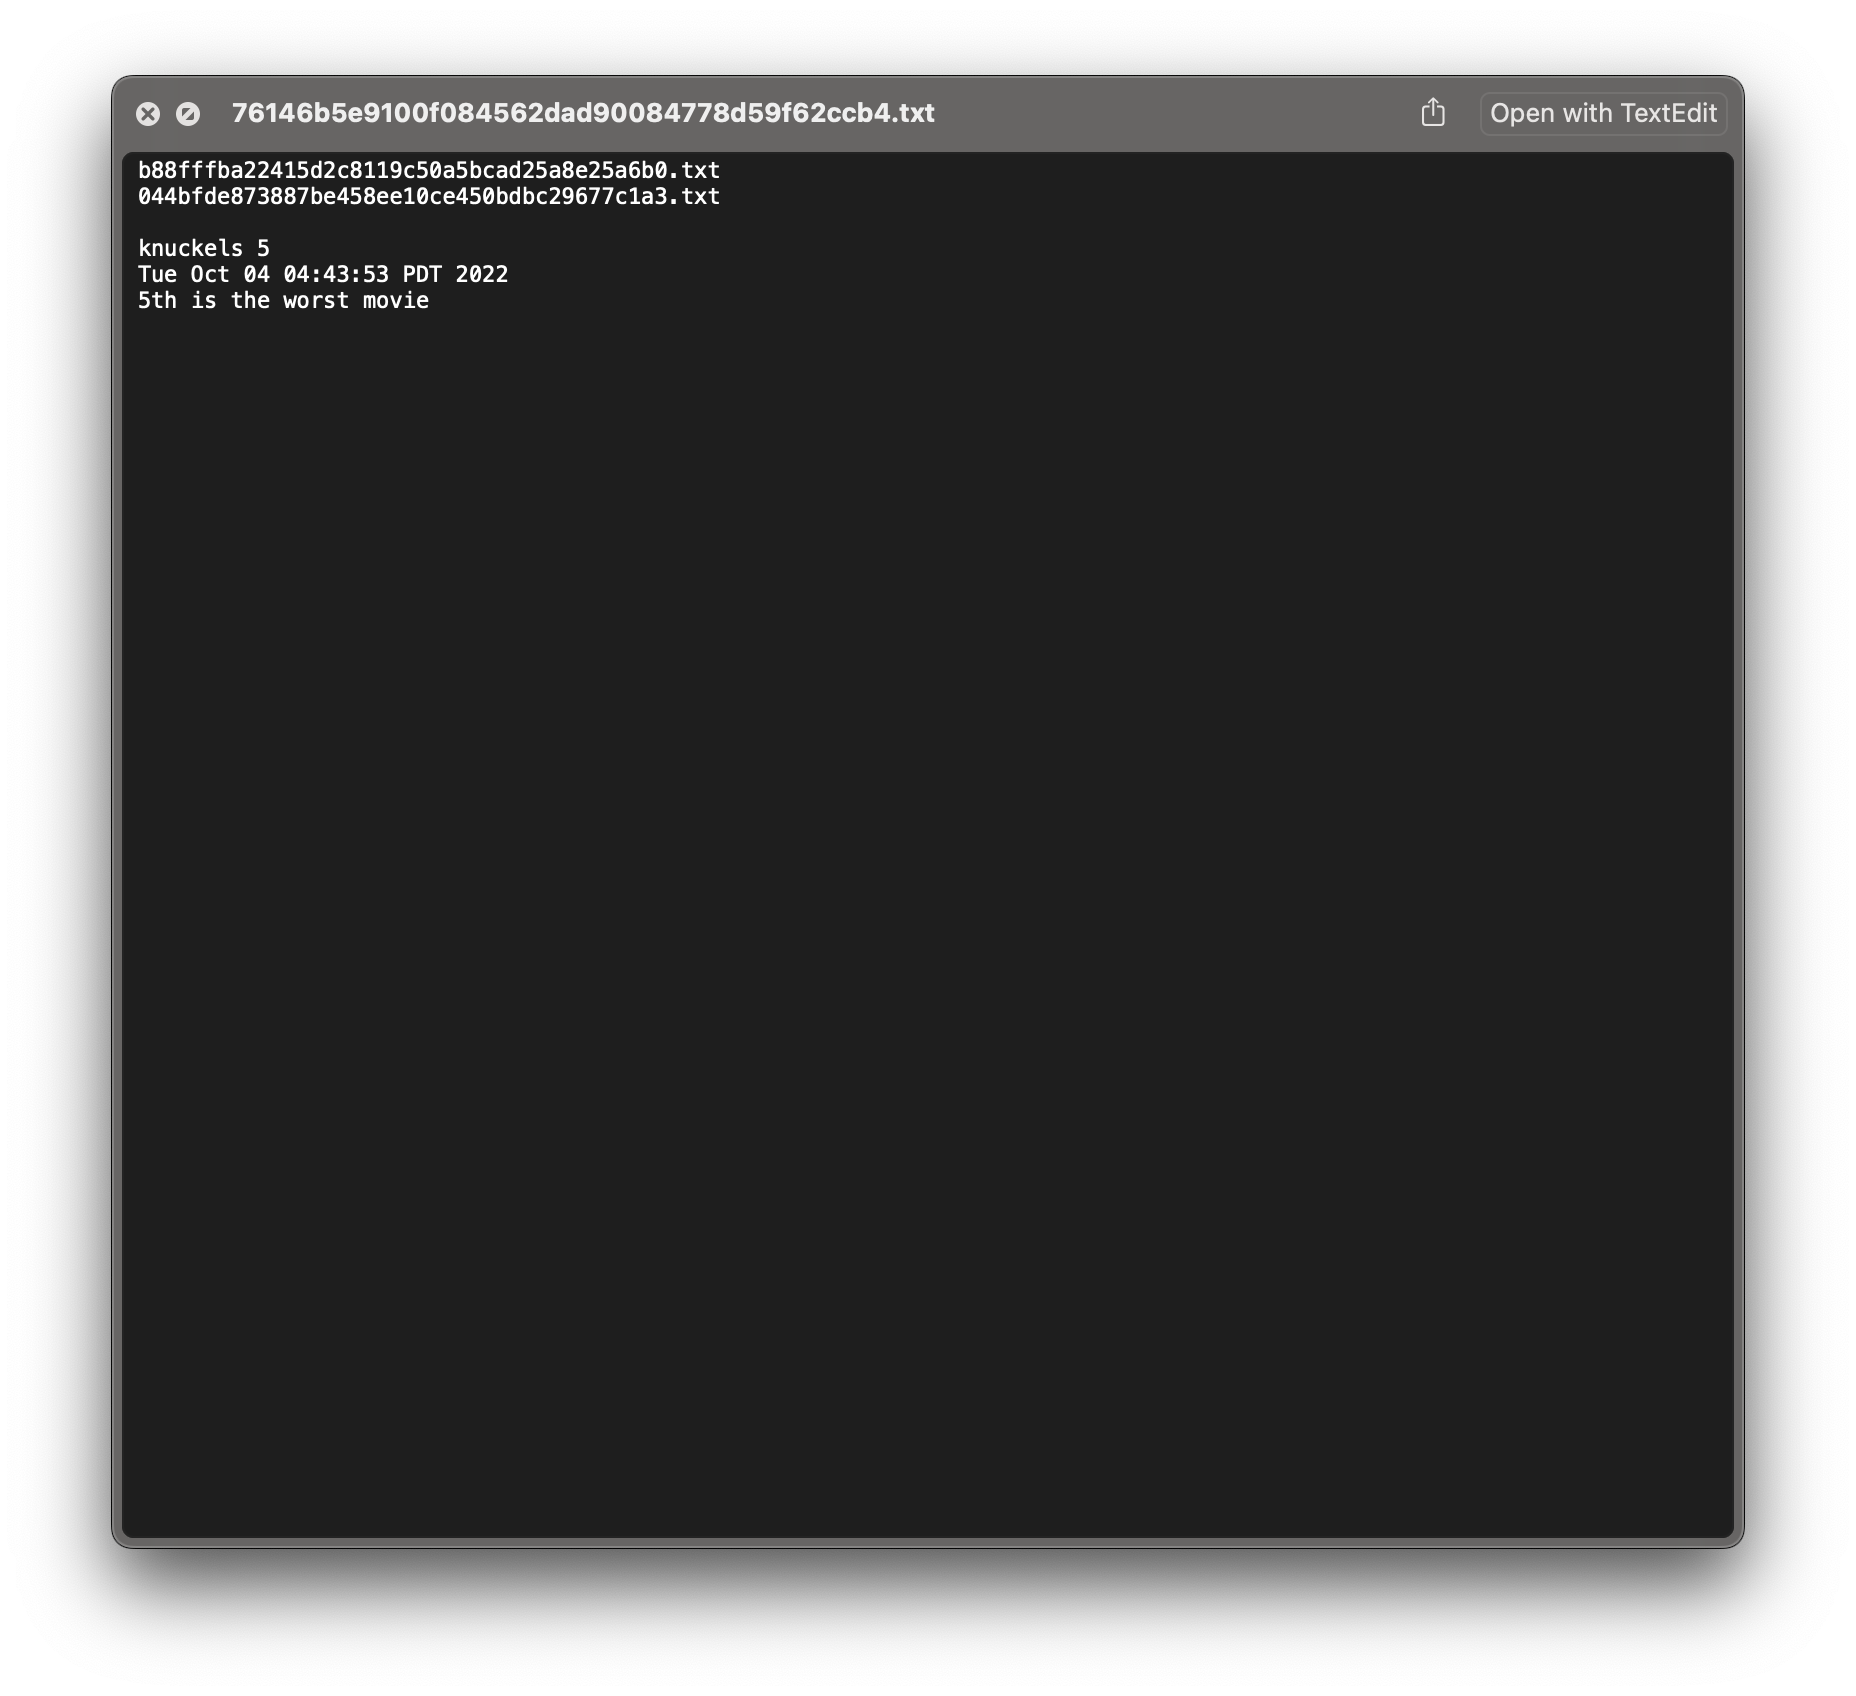 76146b5e9100f084562dad90084778d59f62ccb4.txt
Open with TextEdit
b88fffba22415d2c8119c50a5bcad25a8e25a6b0.txt
044bfde873887be458ee10ce450bdbc29677c1a3.txt

knuckels 5
Tue Oct 04 04:43:53 PDT 2022
5th is the worst movie